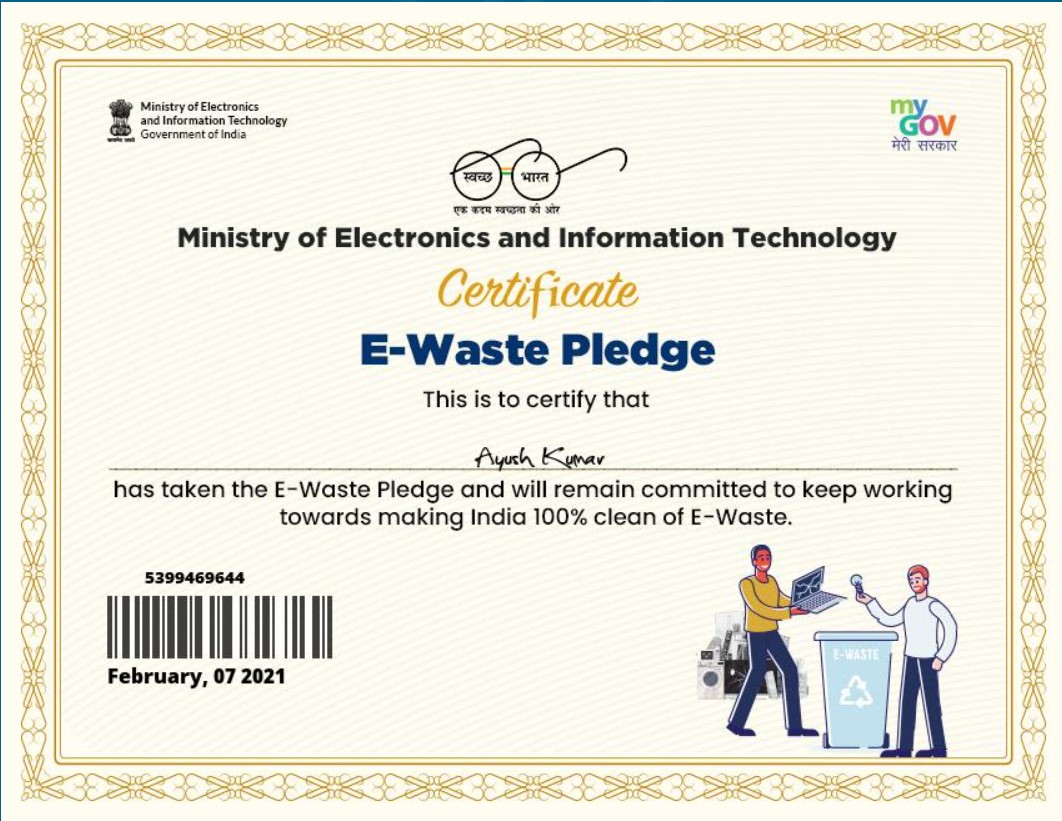 Ministry of Electronics
and Information Technology
Government of India
my
GOV
मेरी सरकार
स्वच्छ भारत
एक कदम स्वच्छता की ओर
Ministry of Electronics and Information Technology
Certificate
E-Waste Pledge
This is to certify that
Ayush Kumar
has taken the E-Waste Pledge and will remain committed to keep working
towards making India 100% clean of E-Waste.
5399469644
February, 07 2021
E-WASTE